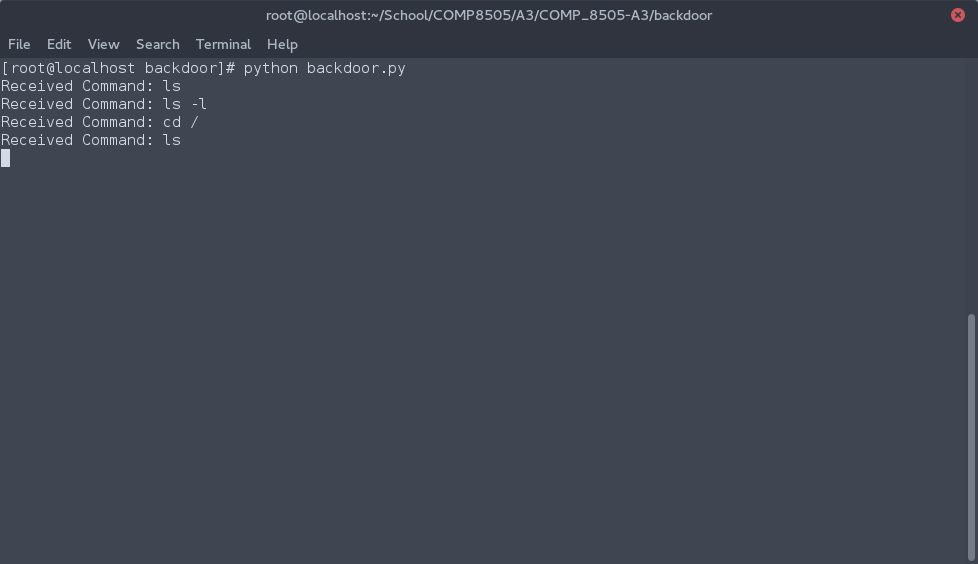 root@localhost:~/School/COMP8505/A3/COMP_8505-A3/backdoor
File Edit View Search Terminal Help
[root@localhost backdoor]# python backdoor.py
Received Command: ls
Received Command: ls -l
Received Command: cd /
Received Command: ls